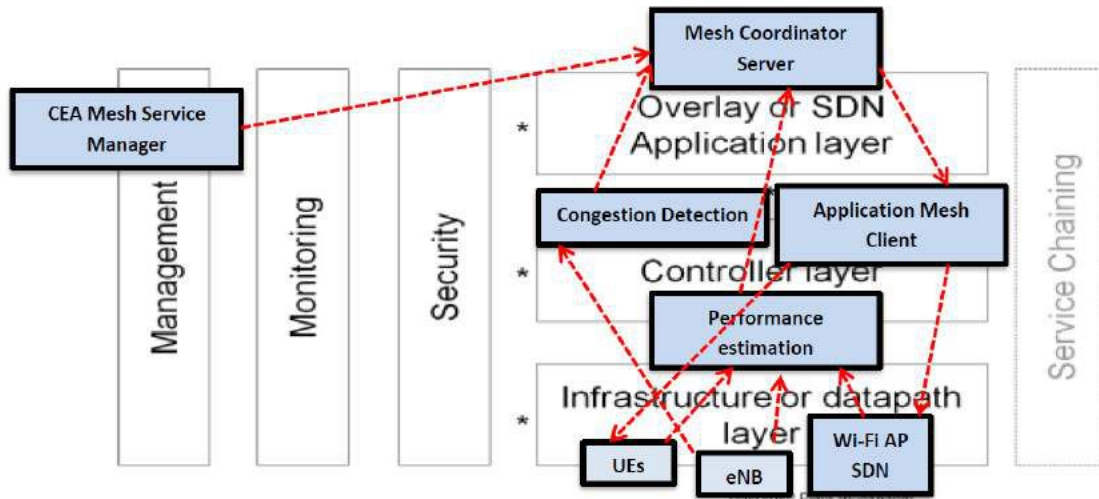 Mesh Coordinator
Server
CEA Mesh Service
Manager
Management
Monitoring
Security
*
Overlay or SDN
Application layer
*
Congestion Detection
Application Mesh
Client
*
Controller layer
Performance
estimation
Infrastructure or datapath
layer
*
UEs
eNB
Wi-Fi AP
SDN
Service Chaining